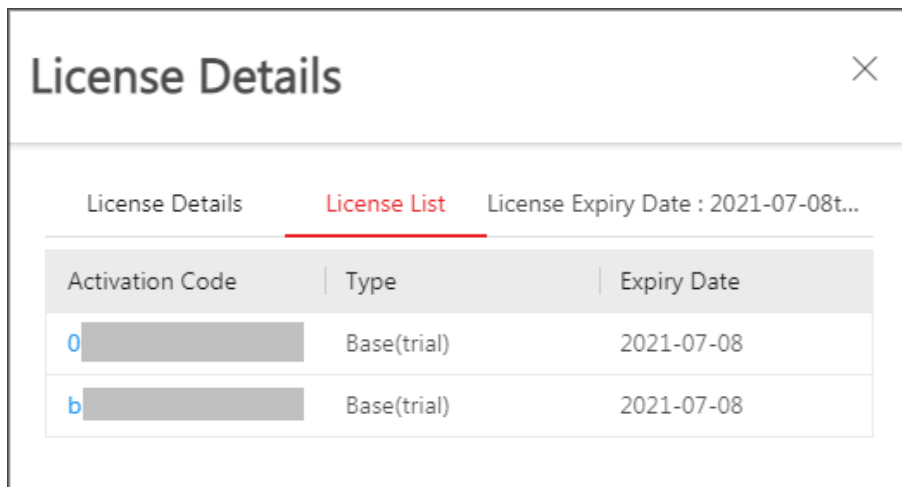 License Details
License Details License List License Expiry Date : 2021-07-08t...
Activation Code Type Expiry Date
0 Base(trial) 2021-07-08
b Base(trial) 2021-07-08